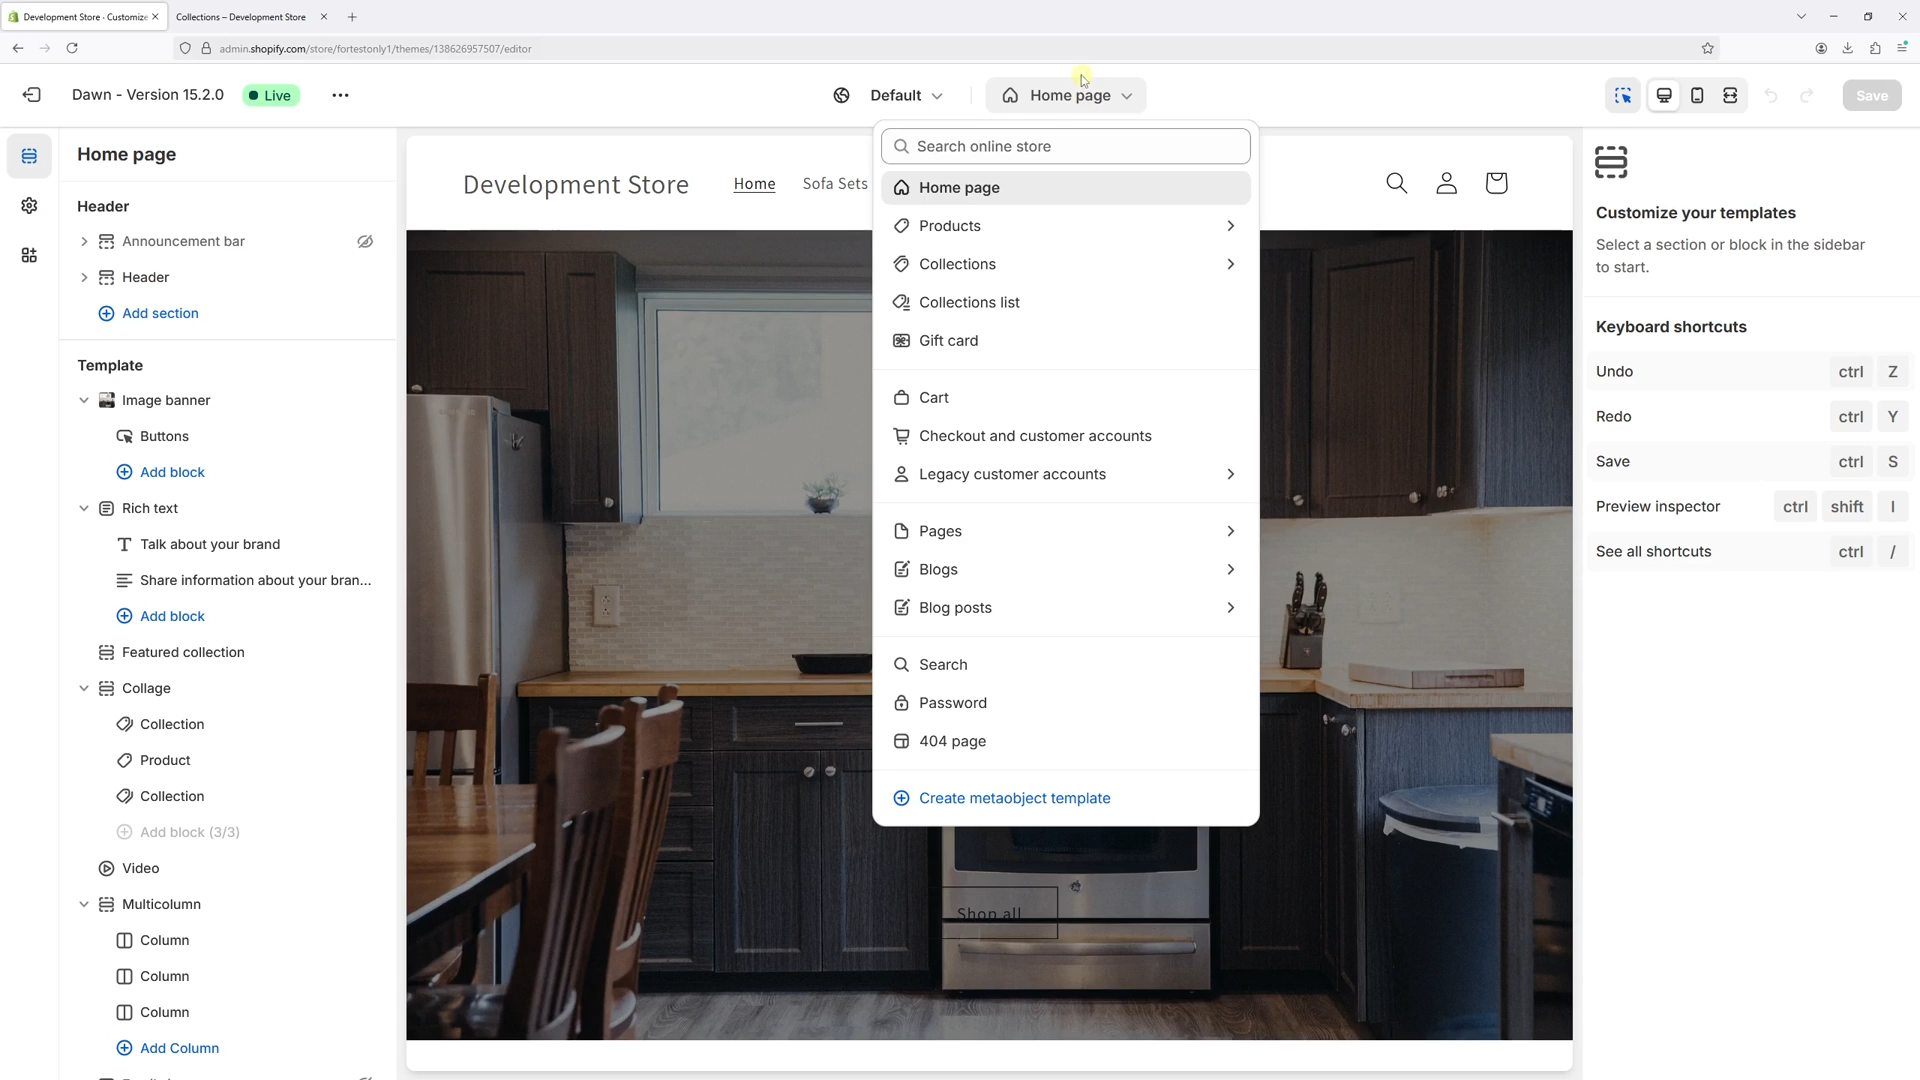 Development Store · Customize
Collections – Development Store
admin.shopify.com/store/fortestonly1/themes/138626957507/editor
Dawn - Version 15.2.0
Live
Default
Home page
Save
Home page
Header
Announcement bar
Header
Add section
Template
Image banner
Buttons
Add block
Rich text
Talk about your brand
Share information about your bran...
Add block
Featured collection
Collage
Collection
Product
Collection
Add block (3/3)
Video
Multicolumn
Column
Column
Column
Add Column
Development Store
Home
Sofa Sets
Shop all
Search online store
Home page
Products
Collections
Collections list
Gift card
Cart
Checkout and customer accounts
Legacy customer accounts
Pages
Blogs
Blog posts
Search
Password
404 page
Create metaobject template
Customize your templates
Select a section or block in the sidebar
to start.
Keyboard shortcuts
Undo ctrl Z
Redo ctrl Y
Save ctrl S
Preview inspector ctrl shift I
See all shortcuts ctrl /